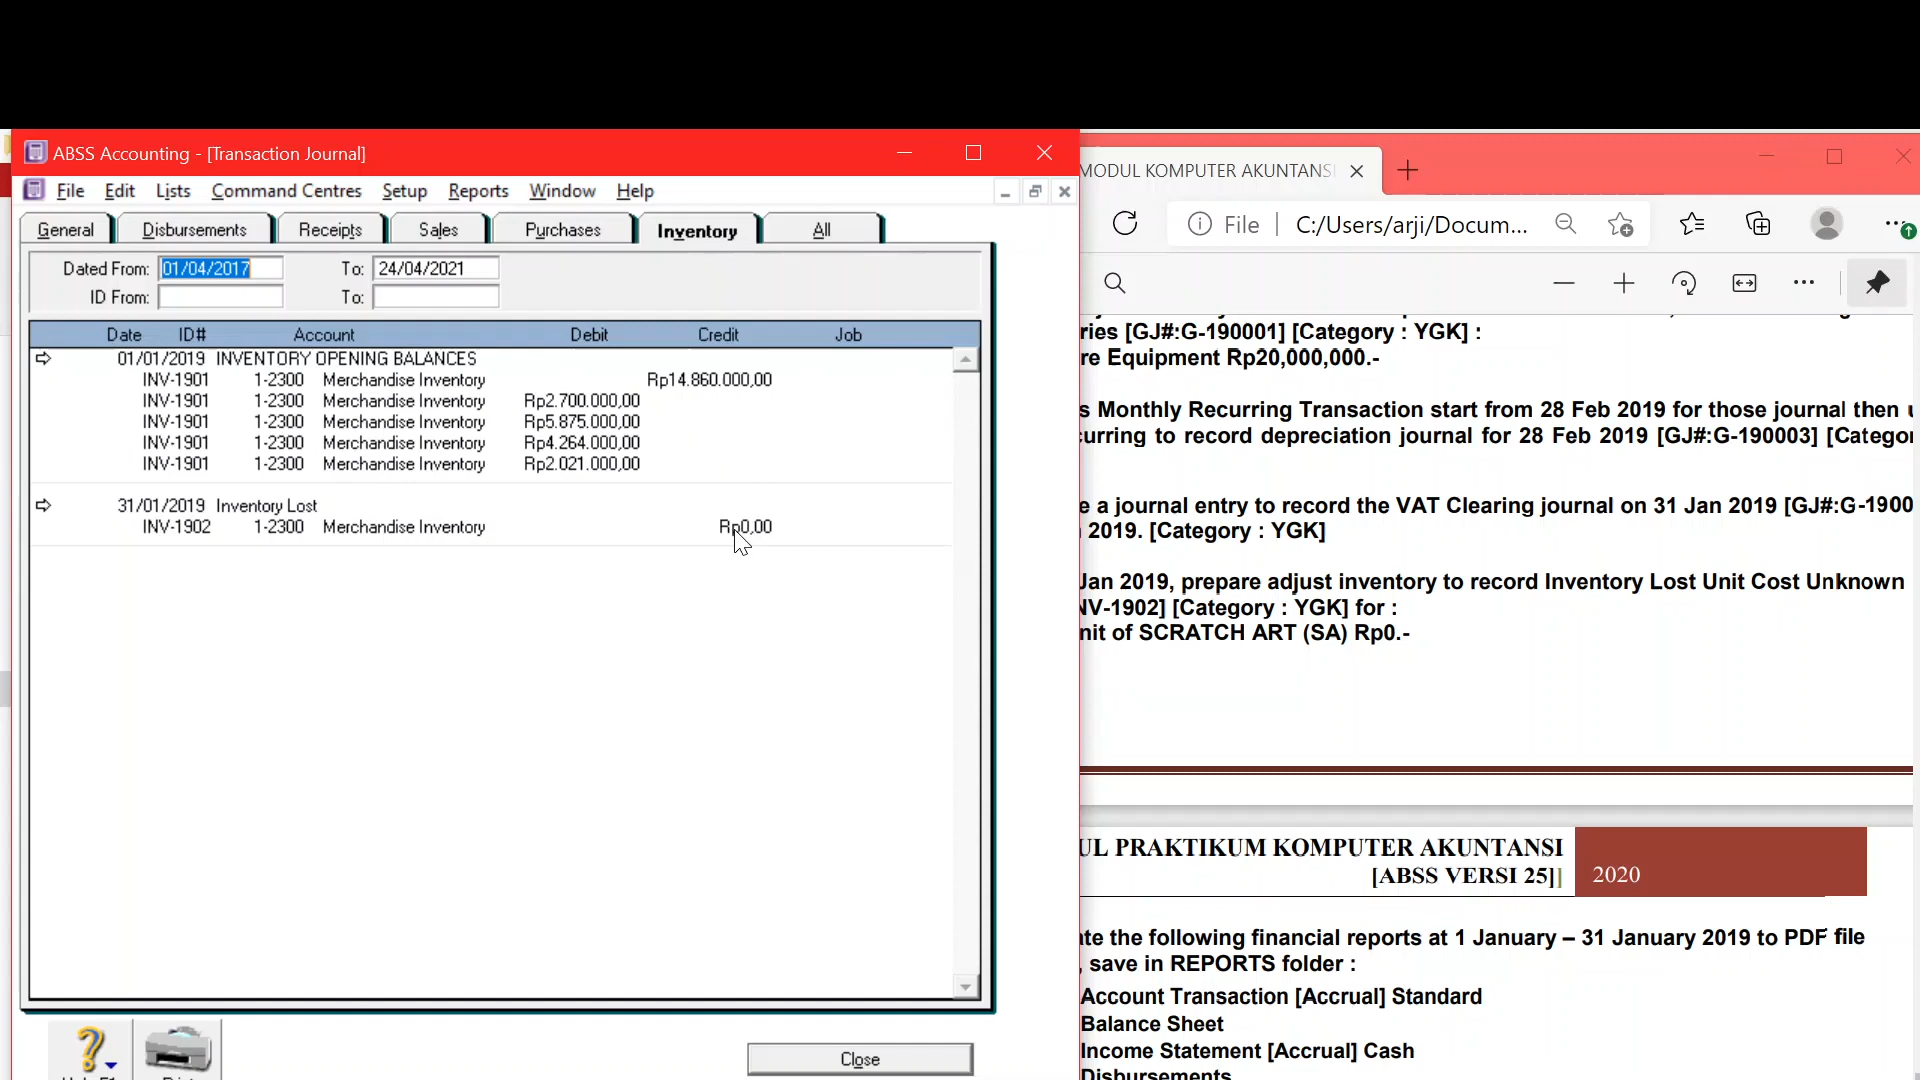 ABSS Accounting - [Transaction Journal]
File Edit Lists Command Centres Setup Reports Window Help
General Disbursements Receipts Sales Purchases Inventory All
Dated From: 01/04/2017 To: 24/04/2021
ID From: To:
Date ID# Account Debit Credit Job
01/01/2019 INVENTORY OPENING BALANCES
INV-1901 1-2300 Merchandise Inventory Rp14.860.000,00
INV-1901 1-2300 Merchandise Inventory Rp2.700.000,00
INV-1901 1-2300 Merchandise Inventory Rp5.875.000,00
INV-1901 1-2300 Merchandise Inventory Rp4.264.000,00
INV-1901 1-2300 Merchandise Inventory Rp2.021.000,00
31/01/2019 Inventory Lost
INV-1902 1-2300 Merchandise Inventory Rp0,00
Close
MODUL KOMPUTER AKUNTANS
File C:/Users/arji/Docum...
ries [GJ#:G-190001] [Category : YGK] :
re Equipment Rp20,000,000.-
s Monthly Recurring Transaction start from 28 Feb 2019 for those journal then
urring to record depreciation journal for 28 Feb 2019 [GJ#:G-190003] [Catego
e a journal entry to record the VAT Clearing journal on 31 Jan 2019 [GJ#:G-1900
2019. [Category : YGK]
Jan 2019, prepare adjust inventory to record Inventory Lost Unit Cost Unknown
NV-1902] [Category : YGK] for :
nit of SCRATCH ART (SA) Rp0.-
UL PRAKTIKUM KOMPUTER AKUNTANSI
[ABSS VERSI 25]]
2020
te the following financial reports at 1 January – 31 January 2019 to PDF file
, save in REPORTS folder :
Account Transaction [Accrual] Standard
Balance Sheet
Income Statement [Accrual] Cash
Disbursements